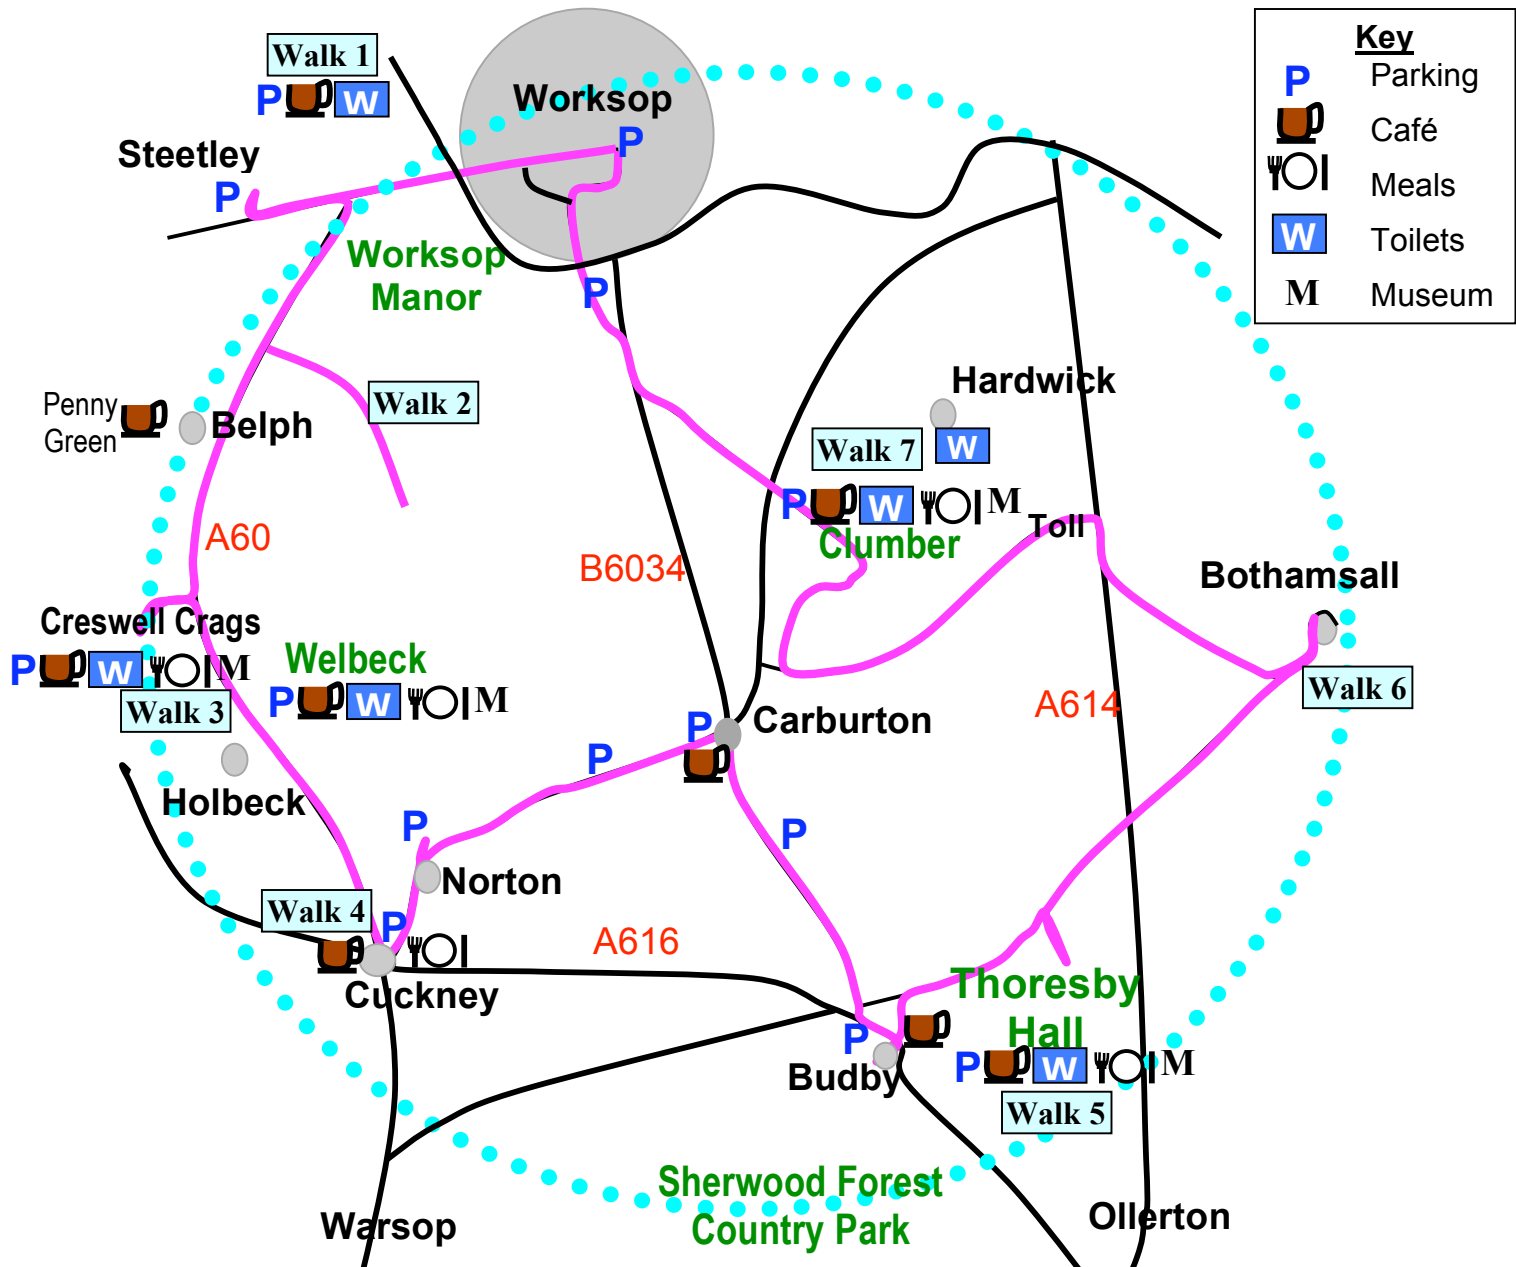 Key
P Parking
Café
Meals
W Toilets
M Museum
Walk 1
P W
Worksop
P
Steetley
P
Worksop
Manor
P
Penny
Green
Belph
Walk 2
Hardwick
W
Walk 7
P W M
Clumber
Toll
A60
B6034
Bothamsall
Creswell Crags
P W M
Walk 3
Welbeck
P W M
Walk 6
A614
P
Carburton
P
Holbeck
P
P
Norton
Walk 4
P
A616
Cuckney
Thoresby
Hall
P
Budby
P W M
Walk 5
Sherwood Forest
Country Park
Warsop
Ollerton